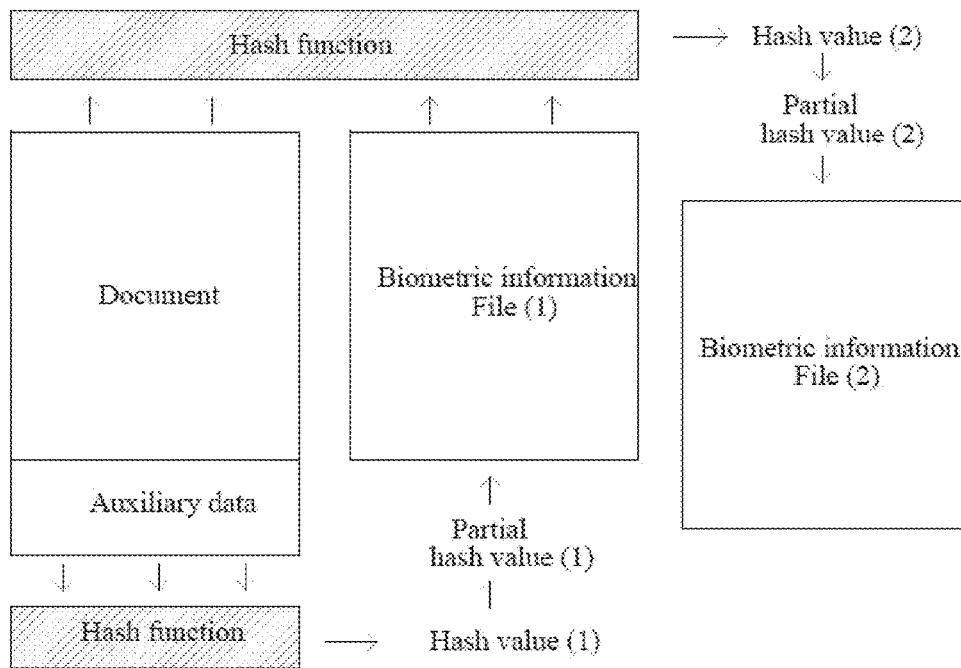 Hash function
Hash value (2)
Partial
hash value (2)
Document
Biometric information
File (1)
Biometric information
File (2)
Auxiliary data
Partial
hash value (1)
Hash function
Hash value (1)